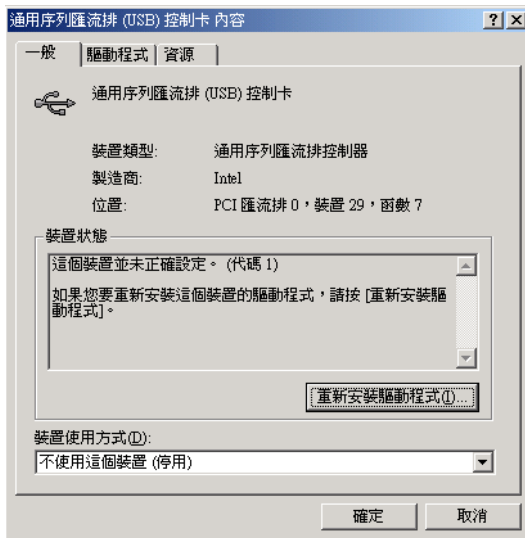 通用序列匯流排 (USB) 控制卡 內容
一般 驅動程式 資源
通用序列匯流排 (USB) 控制卡
裝置類型: 通用序列匯流排控制器
製造商: Intel
位置: PCI 匯流排 0，裝置 29，函數 7
裝置狀態
這個裝置並未正確設定。 (代碼 1)
如果您要重新安裝這個裝置的驅動程式，請按 [重新安裝驅
動程式]。
重新安裝驅動程式(I)...
裝置使用方式(D):
不使用這個裝置 (停用)
確定 取消